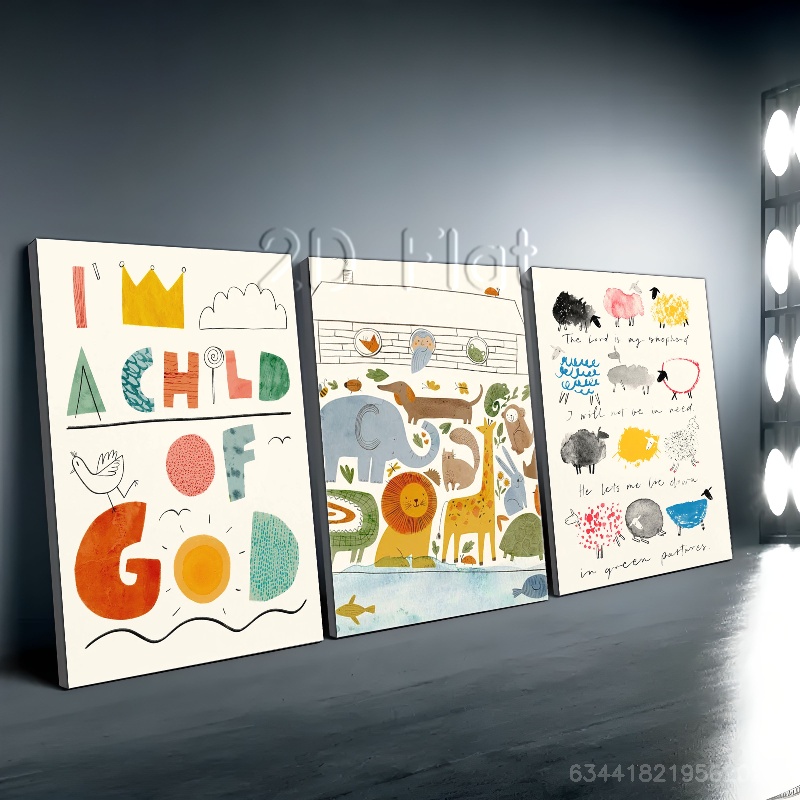 I'M
A CHILD
OF
GOD
2D Flat
The Lord is my shepherd
I will not be in need.
He lets me lie down
in green pastures